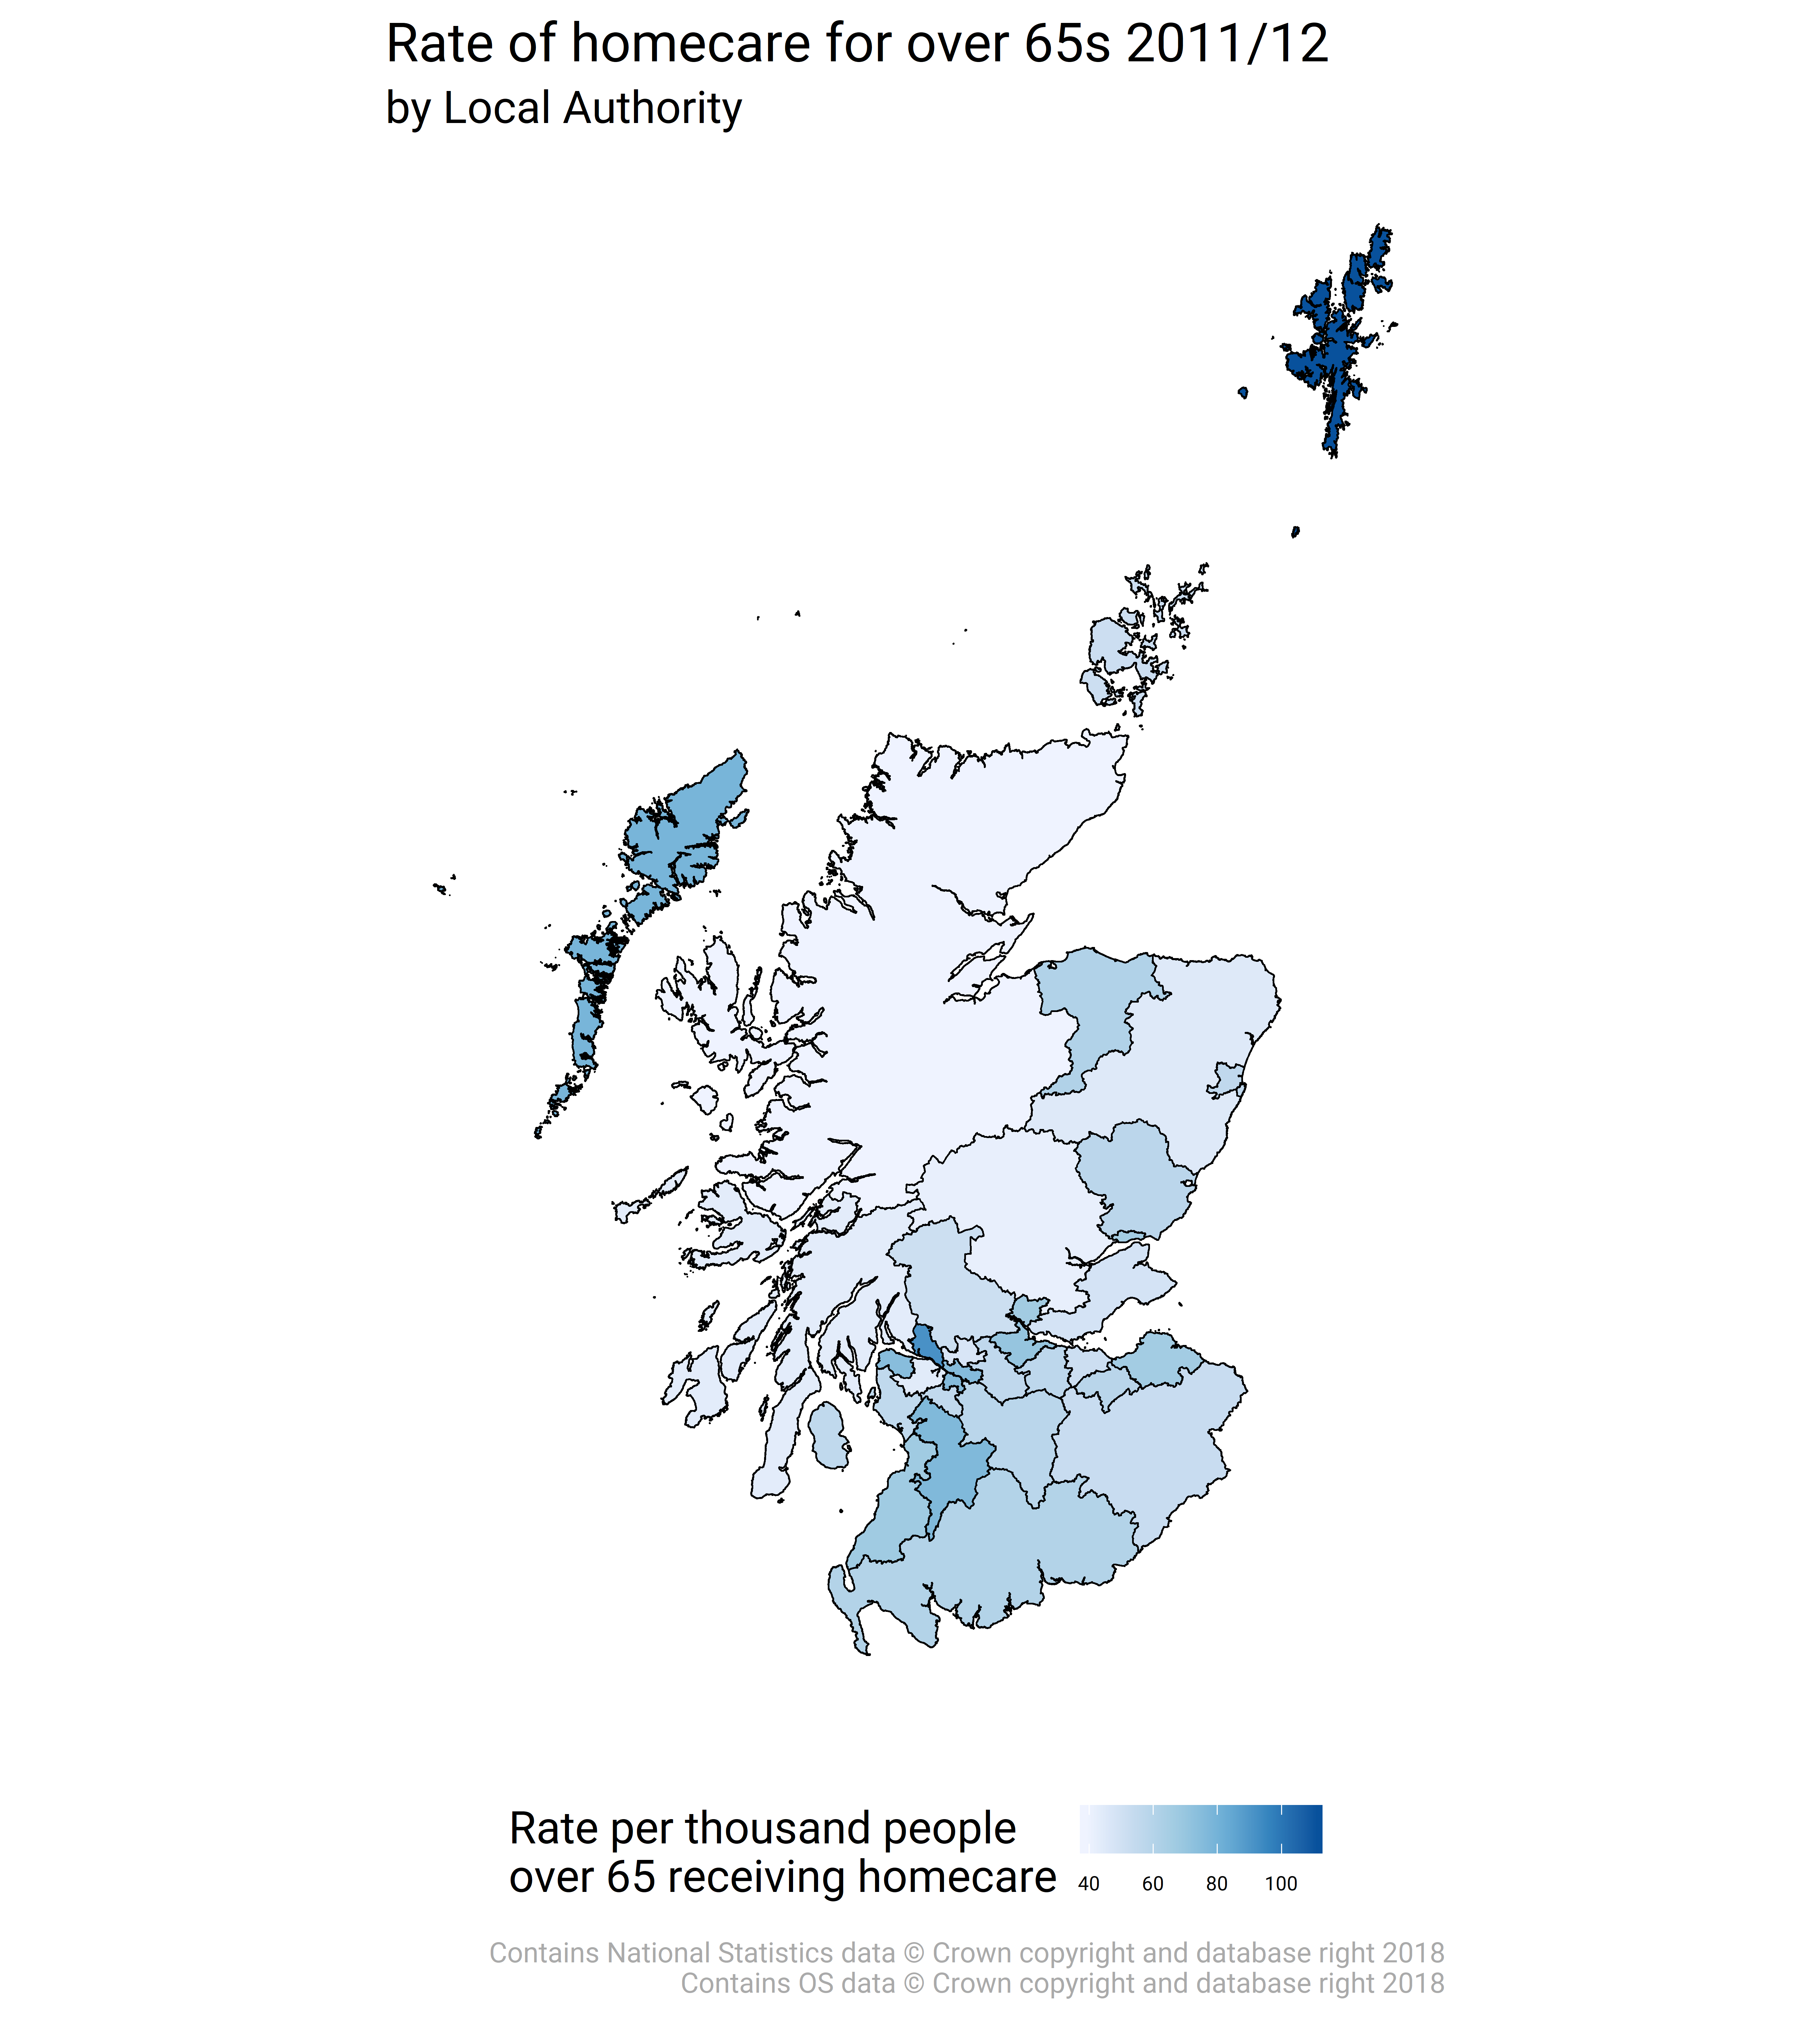 Rate of homecare for over 65s 2011/12
by Local Authority
Rate per thousand people
over 65 receiving homecare
40 60 80 100
Contains National Statistics data © Crown copyright and database right 2018
Contains OS data © Crown copyright and database right 2018